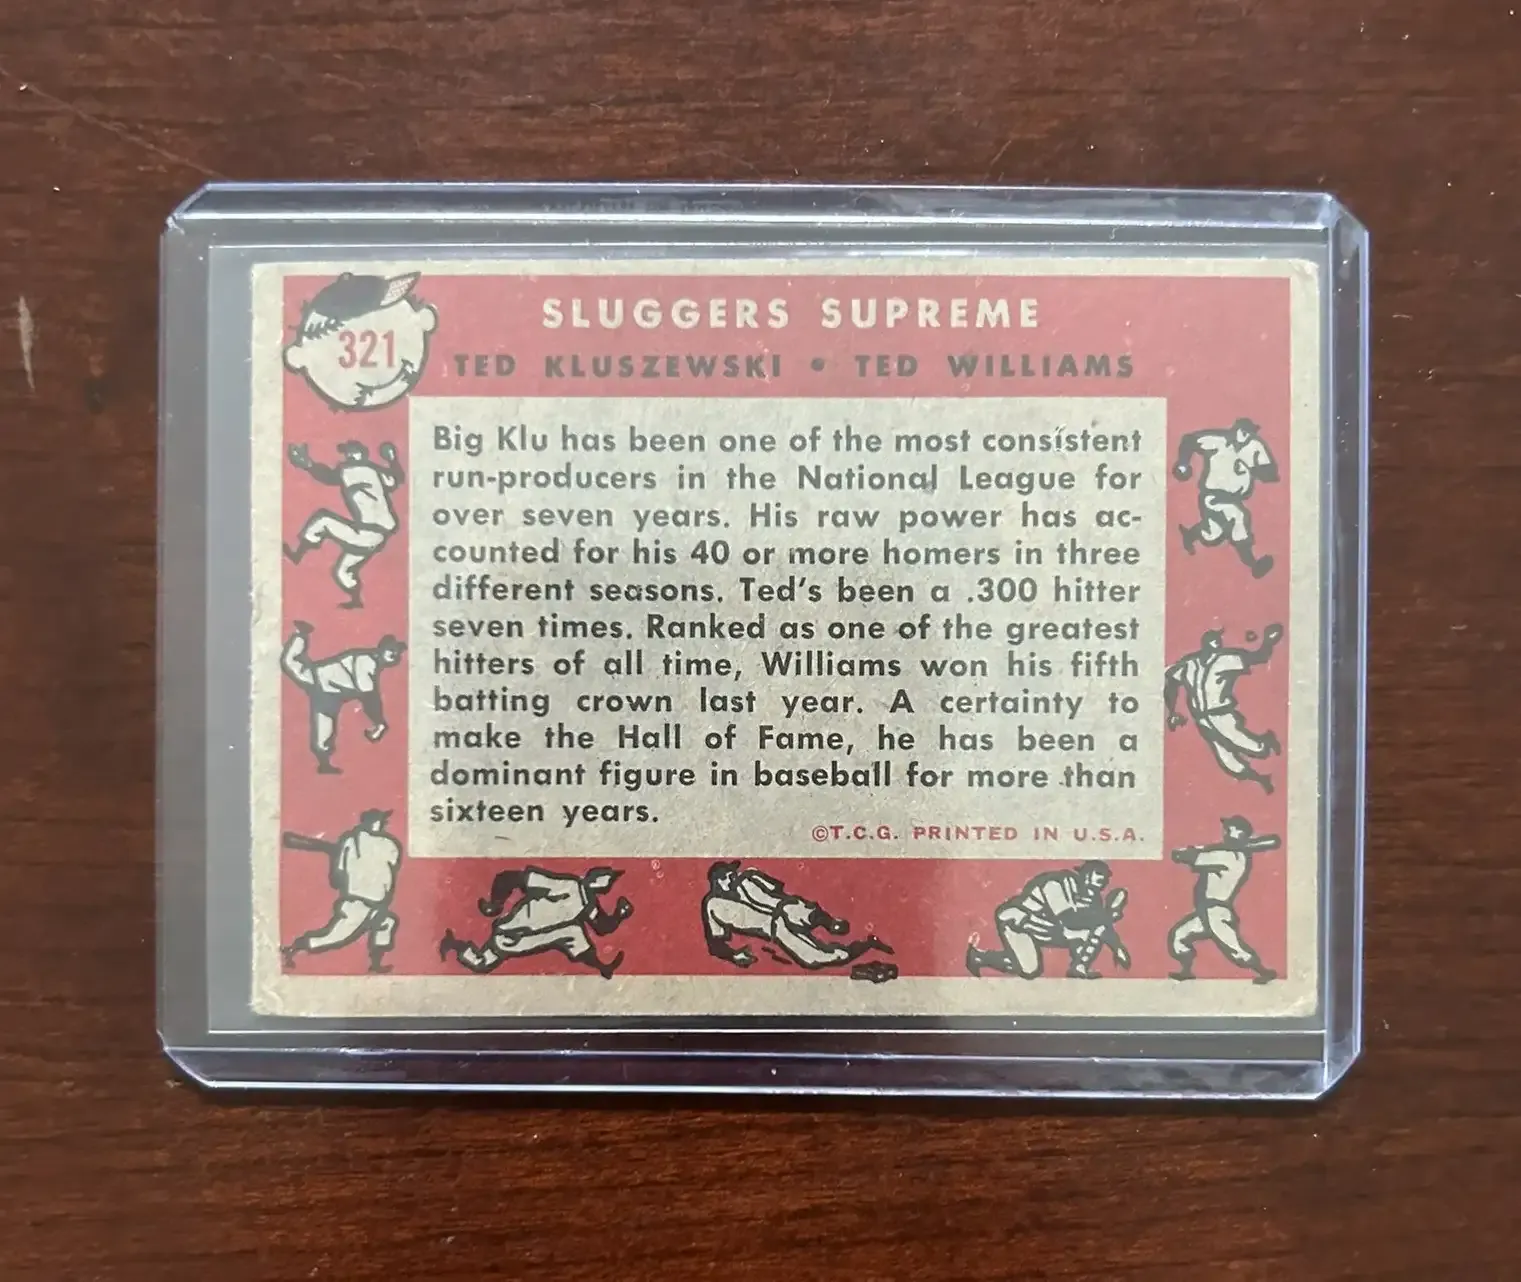 SLUGGERS SUPREME
321
TED KLUSZEWSKI • TED WILLIAMS
Big Klu has been one of the most consistent
run-producers in the National League for
over seven years. His raw power has ac-
counted for his 40 or more homers in three
different seasons. Ted's been a .300 hitter
seven times. Ranked as one of the greatest
hitters of all time, Williams won his fifth
batting crown last year. A certainty to
make the Hall of Fame, he has been a
dominant figure in baseball for more than
sixteen years.
©T.C.G. PRINTED IN U.S.A.